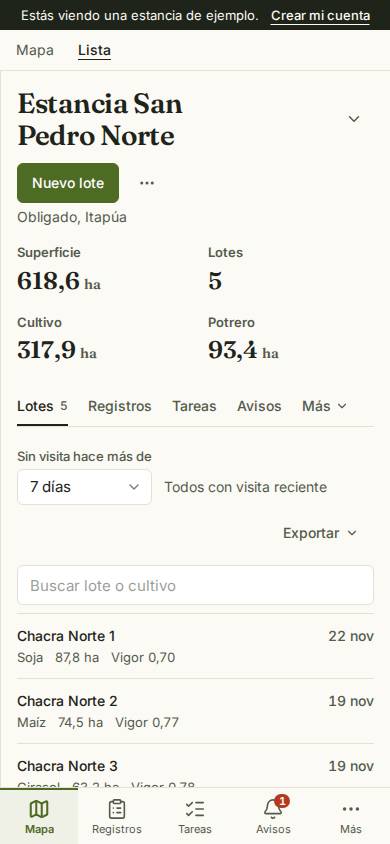 Estás viendo una estancia de ejemplo. Crear mi cuenta
Mapa Lista
Estancia San
Pedro Norte
Nuevo lote
Obligado, Itapúa
Superficie Lotes
618,6 ha 5
Cultivo Potrero
317,9 ha 93,4 ha
Lotes 5 Registros Tareas Avisos Más
Sin visita hace más de
7 días Todos con visita reciente
Exportar
Buscar lote o cultivo
Chacra Norte 1 22 nov
Soja 87,8 ha Vigor 0,70
Chacra Norte 2 19 nov
Maíz 74,5 ha Vigor 0,77
Chacra Norte 3 19 nov
1
Mapa Registros Tareas Avisos Más